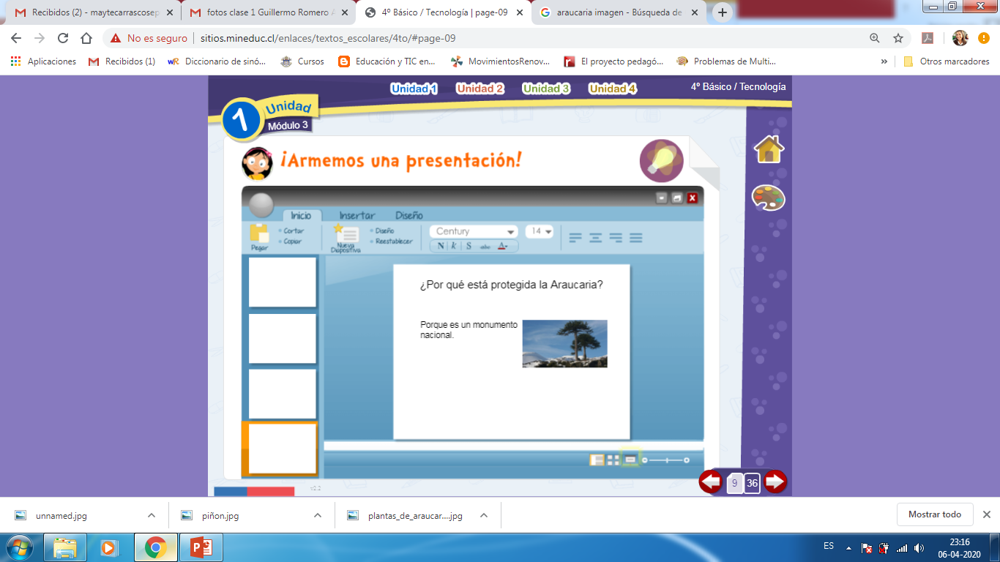 Recibidos (2) - maytecarrascosep
fotos clase 1 Guillermo Romero A
4º Básico / Tecnología | page-09
araucaria imagen - Búsqueda de
No es seguro
sitios.mineduc.cl/enlaces/textos_escolares/4to/#page-09
Aplicaciones
Recibidos (1)
Diccionario de sinó...
Cursos
Educación y TIC en...
MovimientosRenov...
El proyecto pedagó...
Problemas de Multi...
»
Otros marcadores
Unidad 1
Unidad 2
Unidad 3
Unidad 4
4º Básico / Tecnología
1
Unidad
Módulo 3
¡Armemos una presentación!
Inicio
Insertar
Diseño
Pegar
• Cortar
• Copiar
Nueva
Diapositiva
• Diseño
• Reestablecer
Century
14
N k S abc A
¿Por qué está protegida la Araucaria?
Porque es un monumento
nacional.
v2.2
9
36
unnamed.jpg
piñon.jpg
plantas_de_araucar....jpg
Mostrar todo
ES
23:16
06-04-2020